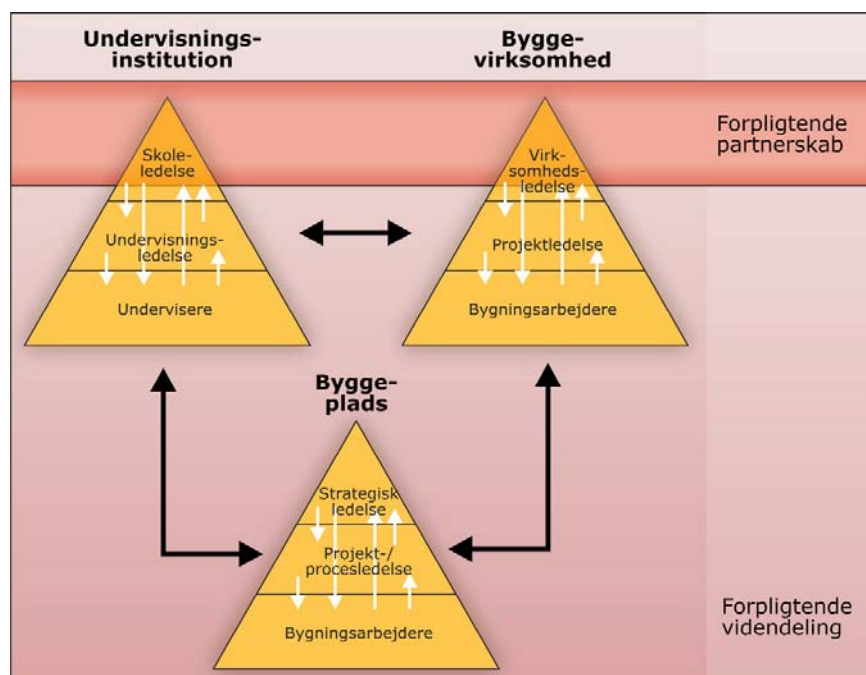 Undervisnings-
institution
Bygge-
virksomhed
Forpligtende
partnerskab
Skole-
ledelse
Undervisnings-
ledelse
Undervisere
Virk-
somheds-
ledelse
Projektledelse
Bygningsarbejdere
Bygge-
plads
Strategisk
ledelse
Projekt-/
procesledelse
Bygningsarbejdere
Forpligtende
videndeling